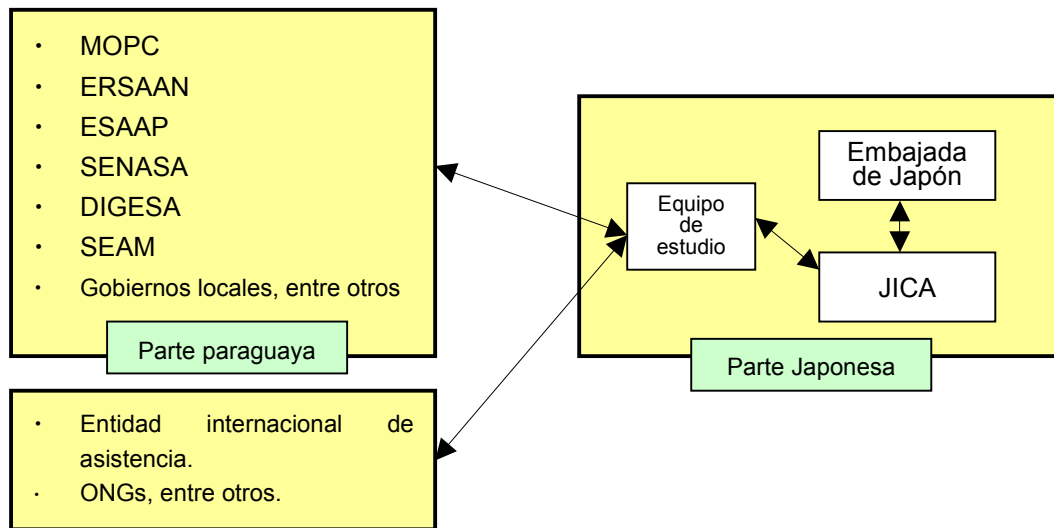 ・ MOPC
・ ERSAAN
・ ESAAP
・ SENASA
・ DIGESA
・ SEAM
・ Gobiernos locales, entre otros
Parte paraguaya
・ Entidad internacional de
asistencia.
・ ONGs, entre otros.
Equipo
de
estudio
Embajada
de Japón
JICA
Parte Japonesa